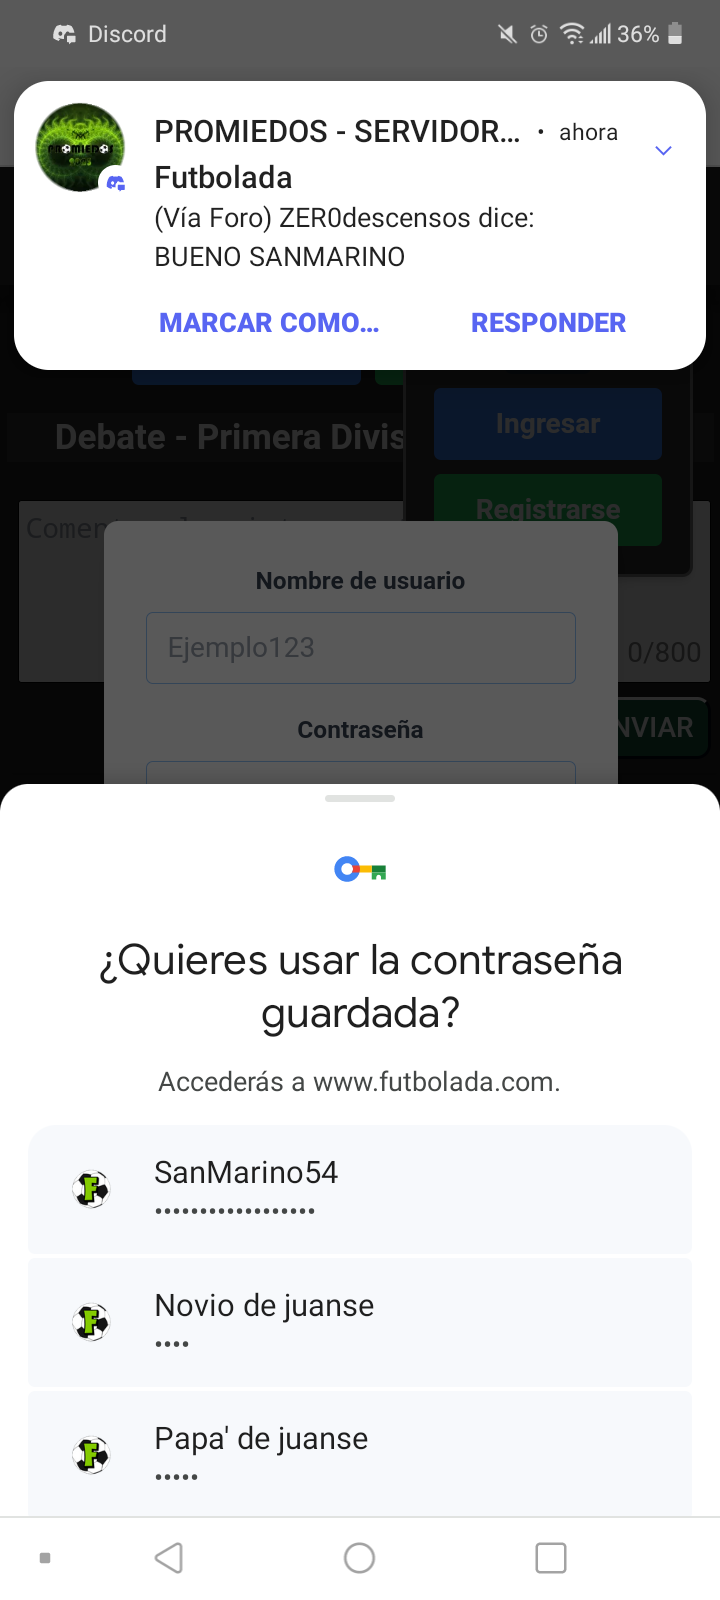 Discord
36%
PROMIEDOS - SERVIDOR... • ahora
Futbolada
(Vía Foro) ZER0descensos dice:
BUENO SANMARINO
MARCAR COMO... RESPONDER
Ingresar
Debate - Primera Divis
Registrarse
Comen
Nombre de usuario
Ejemplo123
0/800
Contraseña
NVIAR
¿Quieres usar la contraseña
guardada?
Accederás a www.futbolada.com.
SanMarino54
••••••••••••••••••
Novio de juanse
••••
Papa' de juanse
•••••